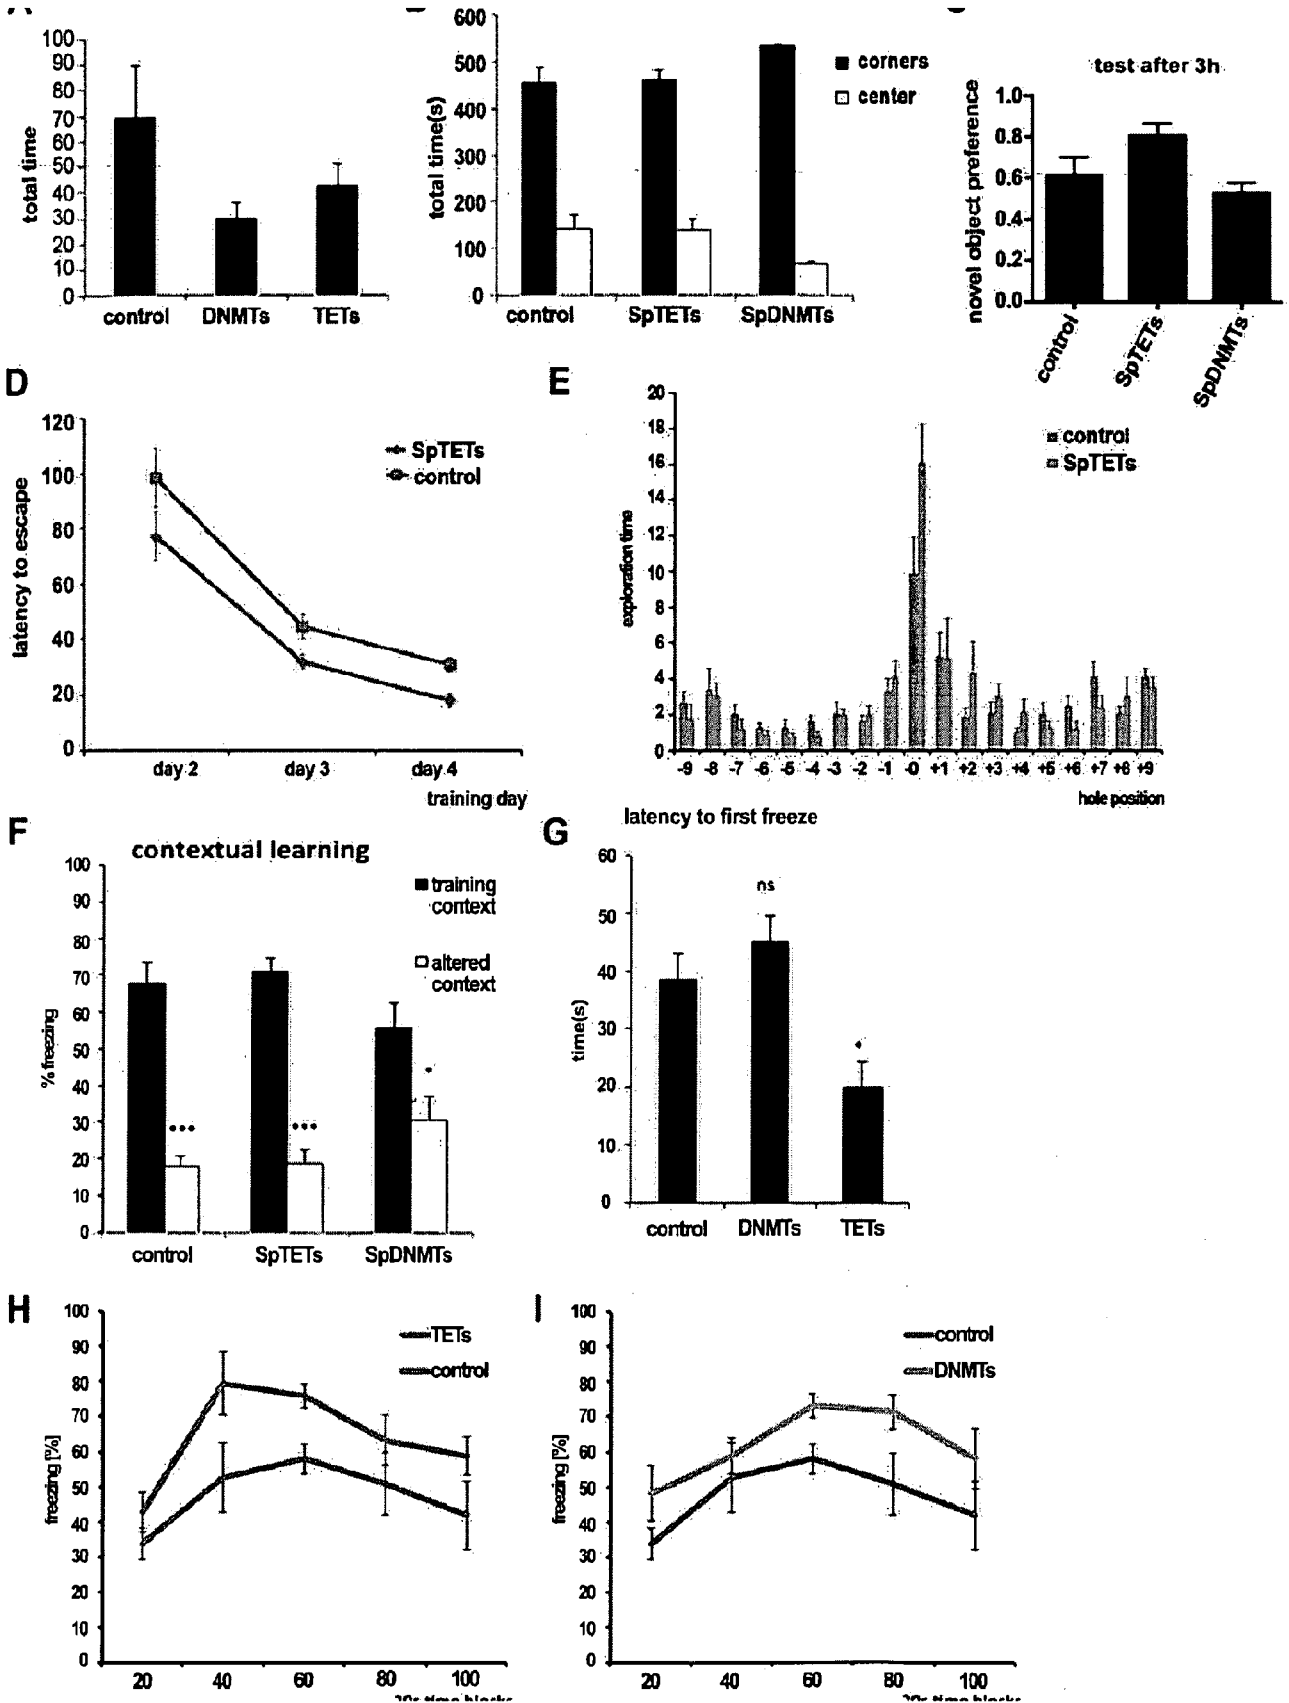 total time
100
90
80
70
60
50
40
30
20
10
0
control DNMTs TETs
total time(s)
600
500
400
300
200
100
0
control SpTETs SpDNMTs
corners
center
test after 3h
novel object preference
1.0
0.8
0.6
0.4
0.2
0.0
control SpTETs SpDNMTs
D
latency to escape
120
100
80
60
40
20
0
SpTETs
control
day 2 day 3 day 4
training day
E
exploration time
20
18
16
14
12
10
8
6
4
2
0
control
SpTETs
-9 -8 -7 -6 -5 -4 -3 -2 -1 0 +1 +2 +3 +4 +5 +6 +7 +8 +9
hole position
F
contextual learning
% freezing
100
90
80
70
60
50
40
30
20
10
0
training
context
altered
context
***
***
*
control SpTETs SpDNMTs
G
latency to first freeze
time(s)
60
50
40
30
20
10
0
ns
*
control DNMTs TETs
H
freezing [%]
100
90
80
70
60
50
40
30
20
10
0
TETs
control
20 40 60 80 100
I
freezing [%]
100
90
80
70
60
50
40
30
20
10
0
control
DNMTs
20 40 60 80 100